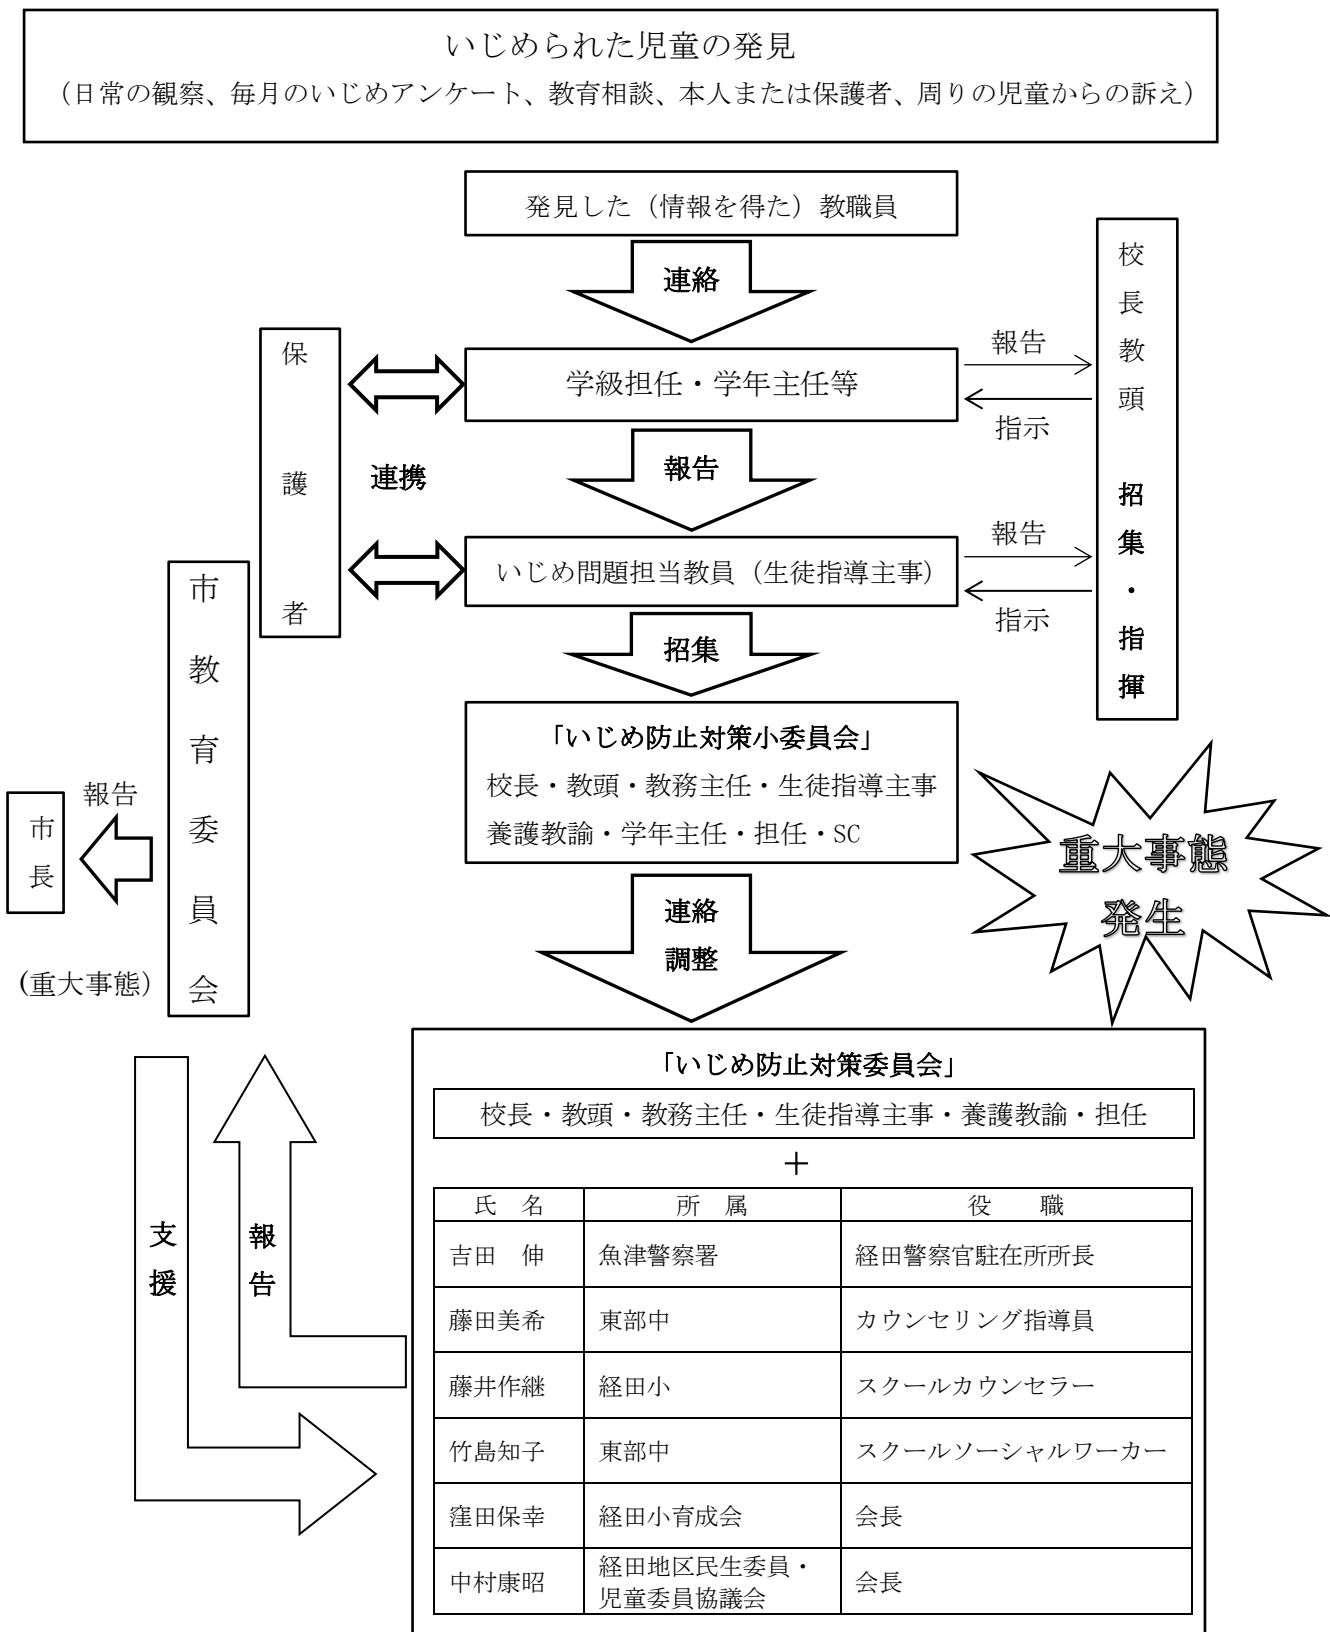 いじめられた児童の発見
（日常の観察、毎月のいじめアンケート、教育相談、本人または保護者、周りの児童からの訴え）
発見した（情報を得た）教職員
連絡
校長教頭　招集・指揮
保護者
学級担任・学年主任等
報告
指示
連携
報告
いじめ問題担当教員（生徒指導主事）
報告
指示
招集
市教育委員会
「いじめ防止対策小委員会」
校長・教頭・教務主任・生徒指導主事
養護教諭・学年主任・担任・SC
報告
市長
(重大事態）
重大事態
発生
連絡
調整
「いじめ防止対策委員会」
校長・教頭・教務主任・生徒指導主事・養護教諭・担任
＋
氏　名　所　属　役　　職
吉田　伸　魚津警察署　経田警察官駐在所所長
藤田美希　東部中　カウンセリング指導員
藤井作継　経田小　スクールカウンセラー
竹島知子　東部中　スクールソーシャルワーカー
窪田保幸　経田小育成会　会長
中村康昭　経田地区民生委員・児童委員協議会　会長
支援
報告